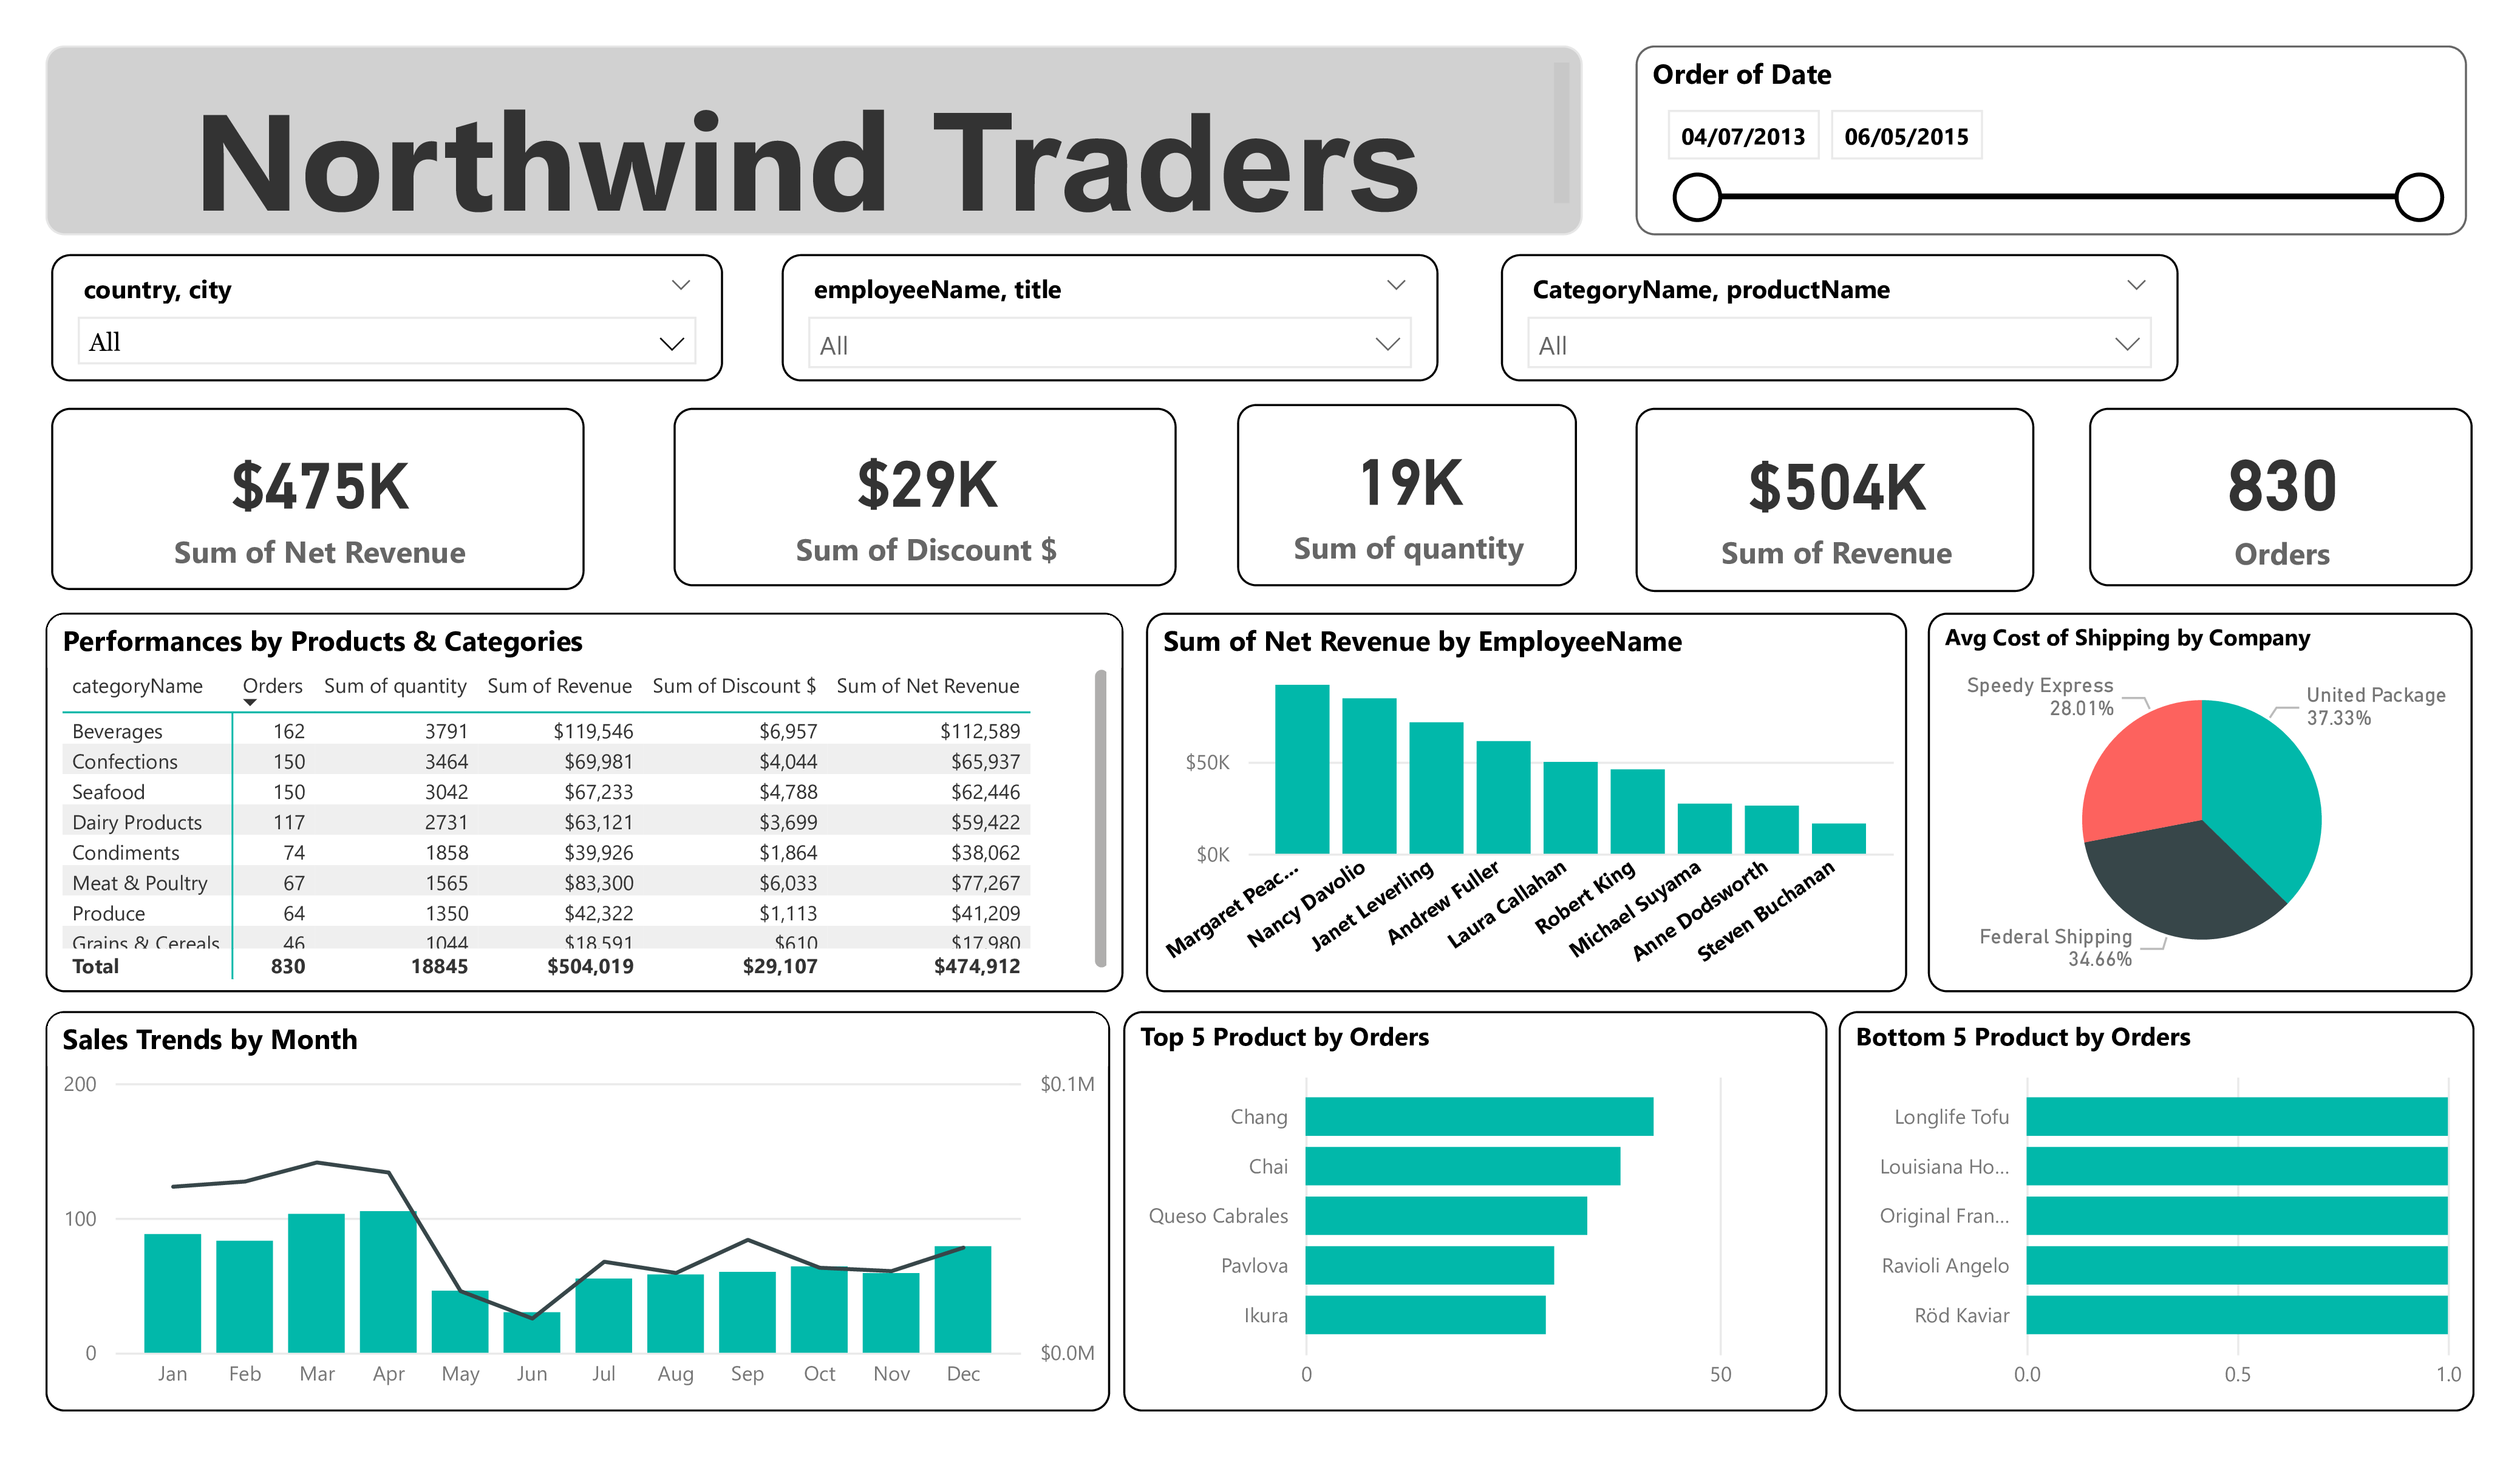 Northwind Traders
Order of Date
04/07/2013 06/05/2015
country, city
All
employeeName, title
All
CategoryName, productName
All
$475K
Sum of Net Revenue
$29K
Sum of Discount $
19K
Sum of quantity
$504K
Sum of Revenue
830
Orders
Performances by Products & Categories
categoryName Orders Sum of quantity Sum of Revenue Sum of Discount $ Sum of Net Revenue
Beverages 162 3791 $119,546 $6,957 $112,589
Confections 150 3464 $69,981 $4,044 $65,937
Seafood 150 3042 $67,233 $4,788 $62,446
Dairy Products 117 2731 $63,121 $3,699 $59,422
Condiments 74 1858 $39,926 $1,864 $38,062
Meat & Poultry 67 1565 $83,300 $6,033 $77,267
Produce 64 1350 $42,322 $1,113 $41,209
Grains & Cereals 46 1044 $18,591 $610 $17,980
Total 830 18845 $504,019 $29,107 $474,912
Sum of Net Revenue by EmployeeName
$50K
$0K
Margaret Peac...
Nancy Davolio
Janet Leverling
Andrew Fuller
Laura Callahan
Robert King
Michael Suyama
Anne Dodsworth
Steven Buchanan
Avg Cost of Shipping by Company
Speedy Express
28.01%
United Package
37.33%
Federal Shipping
34.66%
Sales Trends by Month
200
100
0
$0.1M
$0.0M
Jan Feb Mar Apr May Jun Jul Aug Sep Oct Nov Dec
Top 5 Product by Orders
Chang
Chai
Queso Cabrales
Pavlova
Ikura
0 50
Bottom 5 Product by Orders
Longlife Tofu
Louisiana Ho...
Original Fran...
Ravioli Angelo
Röd Kaviar
0.0 0.5 1.0